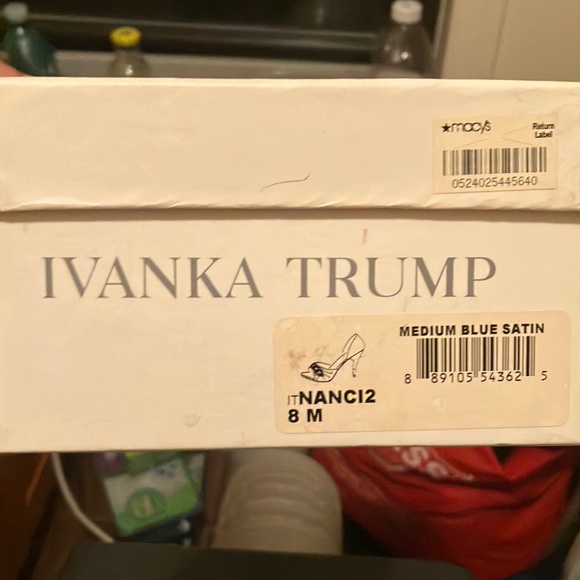 ★macy's
Return
Label
0524025445640
IVANKA TRUMP
MEDIUM BLUE SATIN
8 89105 54362 5
ITNANCI2
8 M